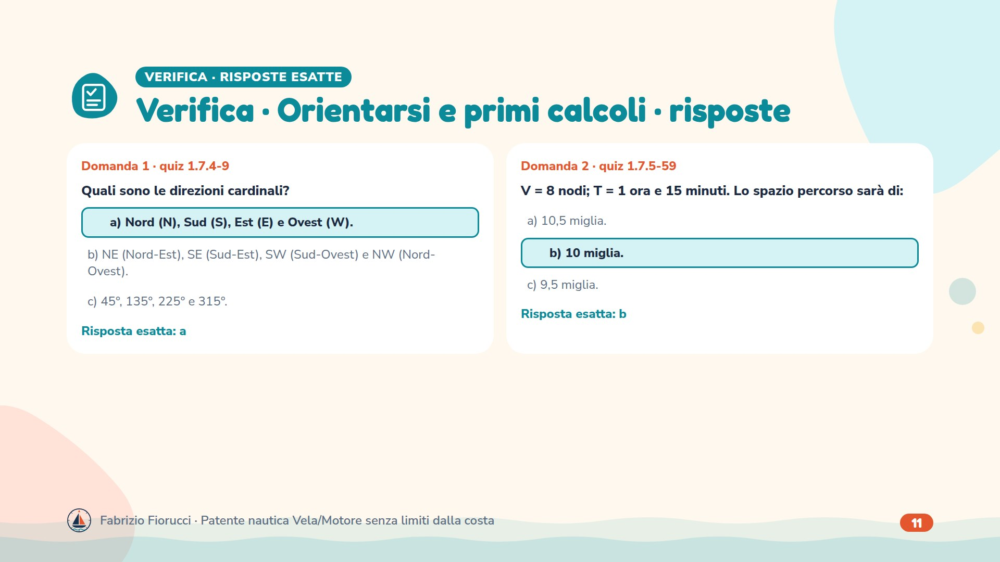 VERIFICA · RISPOSTE ESATTE
Verifica · Orientarsi e primi calcoli · risposte
Domanda 1 · quiz 1.7.4-9
Quali sono le direzioni cardinali?
a) Nord (N), Sud (S), Est (E) e Ovest (W).
b) NE (Nord-Est), SE (Sud-Est), SW (Sud-Ovest) e NW (Nord-
Ovest).
c) 45°, 135°, 225° e 315°.
Risposta esatta: a
Domanda 2 · quiz 1.7.5-59
V = 8 nodi; T = 1 ora e 15 minuti. Lo spazio percorso sarà di:
a) 10,5 miglia.
b) 10 miglia.
c) 9,5 miglia.
Risposta esatta: b
Fabrizio Fiorucci · Patente nautica Vela/Motore senza limiti dalla costa
11